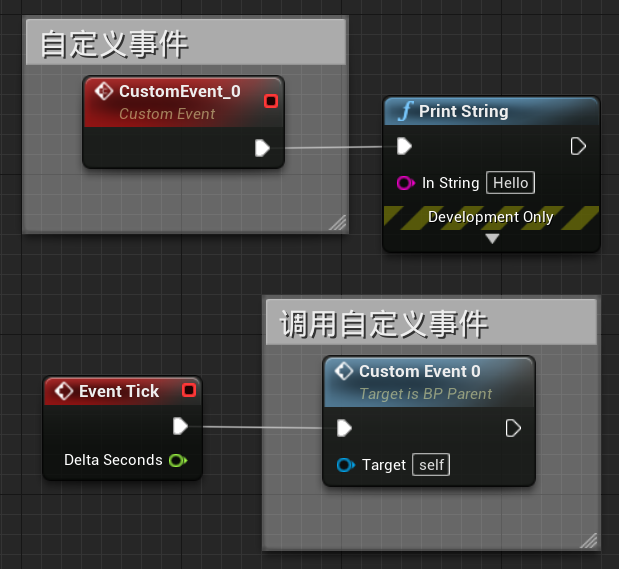 自定义事件
CustomEvent_0
Custom Event
Print String
In String Hello
Development Only
调用自定义事件
Custom Event 0
Target is BP Parent
Target self
Event Tick
Delta Seconds